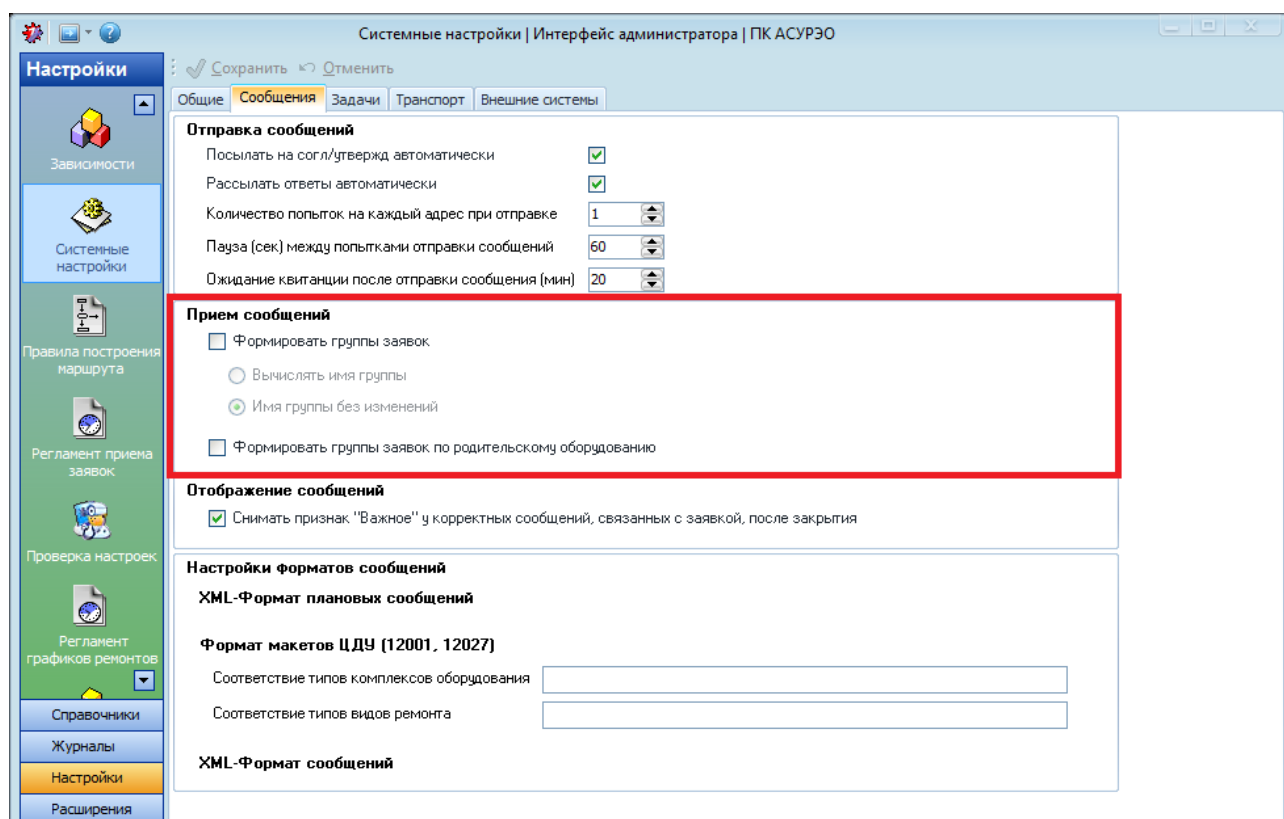 Системные настройки | Интерфейс администратора | ПК АСУРЭО
Настройки
Сохранить Отменить
Общие Сообщения Задачи Транспорт Внешние системы
Зависимости
Системные
настройки
Правила построения
маршрута
Регламент приема
заявок
Проверка настроек
Регламент
графиков ремонтов
Справочники
Журналы
Настройки
Расширения
Отправка сообщений
Посылать на согл/утвержд автоматически
Рассылать ответы автоматически
Количество попыток на каждый адрес при отправке 1
Пауза (сек) между попытками отправки сообщений 60
Ожидание квитанции после отправки сообщения (мин) 20
Прием сообщений
Формировать группы заявок
Вычислять имя группы
Имя группы без изменений
Формировать группы заявок по родительскому оборудованию
Отображение сообщений
Снимать признак "Важное" у корректных сообщений, связанных с заявкой, после закрытия
Настройки форматов сообщений
XML-Формат плановых сообщений
Формат макетов ЦДУ (12001, 12027)
Соответствие типов комплексов оборудования
Соответствие типов видов ремонта
XML-Формат сообщений